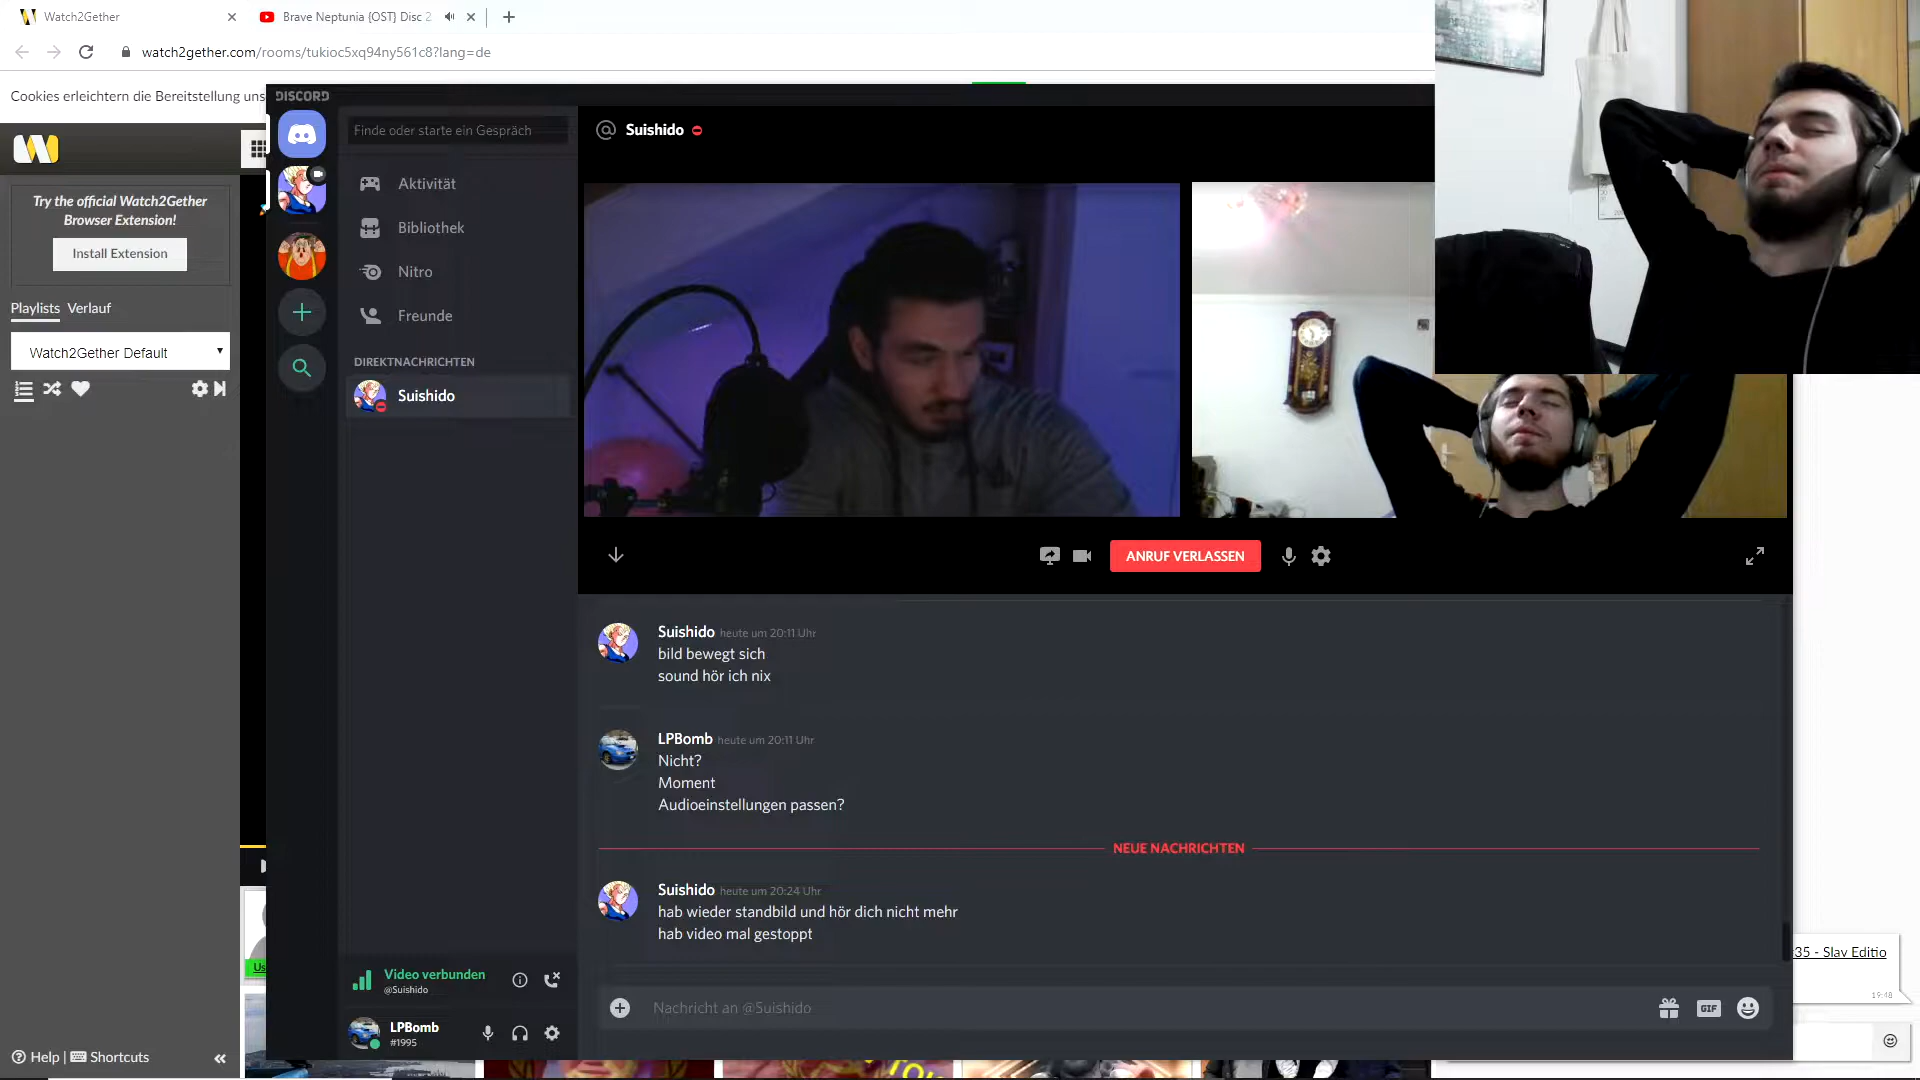 Watch2Gether
Brave Neptunia {OST} Disc 2
watch2gether.com/rooms/tukioc5xq94ny561c8?lang=de
Cookies erleichtern die Bereitstellung uns
DISCORD
Finde oder starte ein Gespräch
Suishido
Try the official Watch2Gether
Browser Extension!
Install Extension
Aktivität
Bibliothek
Nitro
Freunde
Playlists Verlauf
Watch2Gether Default
DIREKTNACHRICHTEN
Suishido
ANRUF VERLASSEN
Suishido heute um 20:11 Uhr
bild bewegt sich
sound hör ich nix
LPBomb heute um 20:11 Uhr
Nicht?
Moment
Audioeinstellungen passen?
NEUE NACHRICHTEN
Suishido heute um 20:24 Uhr
hab wieder standbild und hör dich nicht mehr
hab video mal gestoppt
:35 - Slav Editio
19:48
Us
Video verbunden
@Suishido
Nachricht an @Suishido
GIF
LPBomb
#1995
Help | Shortcuts